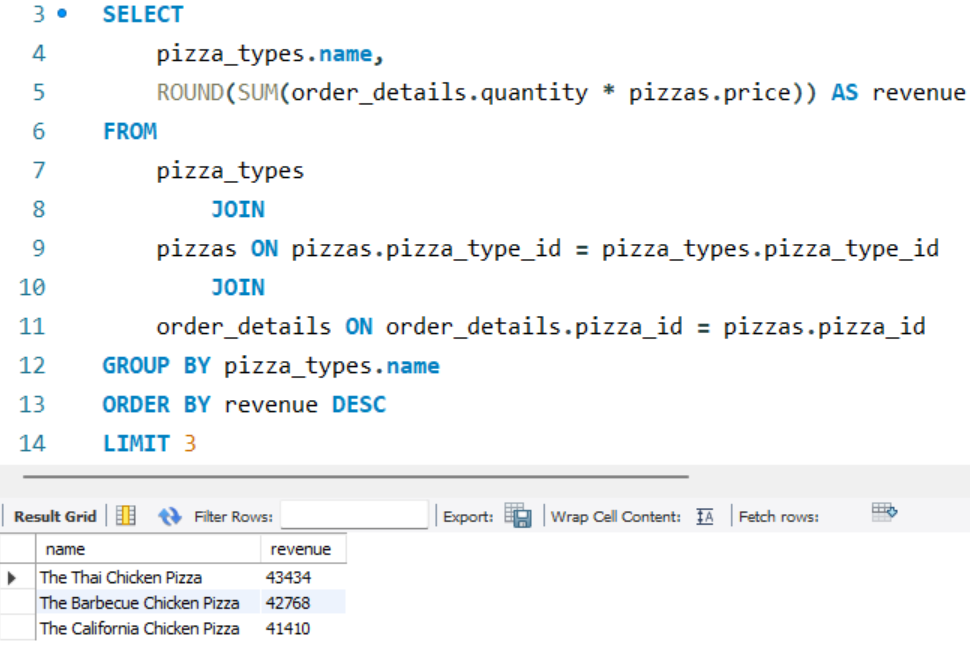 3 SELECT
4 pizza_types.name,
5 ROUND(SUM(order_details.quantity * pizzas.price)) AS revenue
6 FROM
7 pizza_types
8 JOIN
9 pizzas ON pizzas.pizza_type_id = pizza_types.pizza_type_id
10 JOIN
11 order_details ON order_details.pizza_id = pizzas.pizza_id
12 GROUP BY pizza_types.name
13 ORDER BY revenue DESC
14 LIMIT 3
Result Grid Filter Rows: Export: Wrap Cell Content: IA Fetch rows:
name revenue
The Thai Chicken Pizza 43434
The Barbecue Chicken Pizza 42768
The California Chicken Pizza 41410